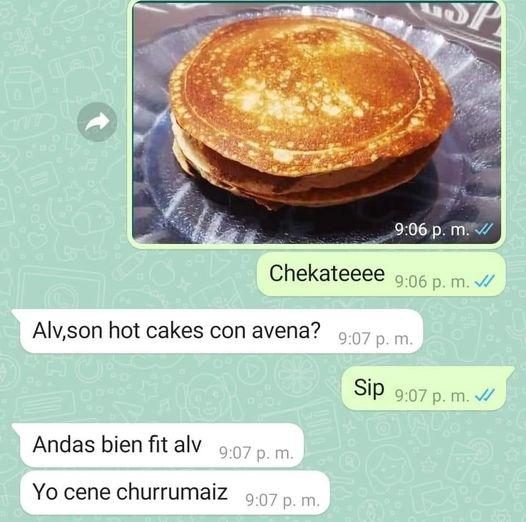 9:06 p. m.
Chekateeee 9:06 p. m.
Alv,son hot cakes con avena? 9:07 p. m.
Sip 9:07 p. m.
Andas bien fit alv 9:07 p. m.
Yo cene churrumaiz 9:07 p. m.